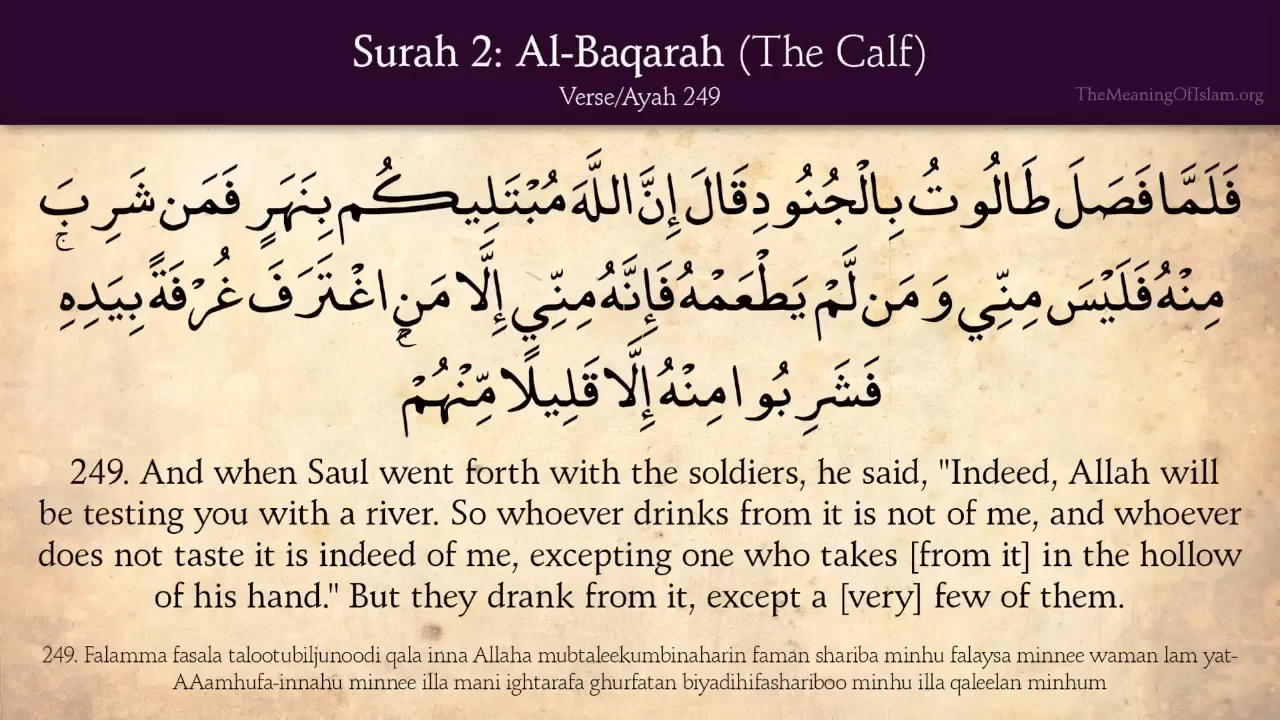 Surah 2: Al-Baqarah (The Calf)
Verse/Ayah 249
TheMeaningOfIslam.org
فَلَمَّا فَصَلَ طَالُوتُ بِالْجُنُودِ قَالَ إِنَّ اللَّهَ مُبْتَلِيكُم بِنَهَرٍ فَمَن شَرِبَ
مِنْهُ فَلَيْسَ مِنِّي وَمَن لَّمْ يَطْعَمْهُ فَإِنَّهُ مِنِّي إِلَّا مَنِ اغْتَرَفَ غُرْفَةً بِيَدِهِ ۚ
فَشَرِبُوا مِنْهُ إِلَّا قَلِيلًا مِّنْهُمْ ۚ
249. And when Saul went forth with the soldiers, he said, "Indeed, Allah will
be testing you with a river. So whoever drinks from it is not of me, and whoever
does not taste it is indeed of me, excepting one who takes [from it] in the hollow
of his hand." But they drank from it, except a [very] few of them.
249. Falamma fasala talootubiljunoodi qala inna Allaha mubtaleekumbinaharin faman shariba minhu falaysa minnee waman lam yat-
AAamhufa-innahu minnee illa mani ightarafa ghurfatan biyadihifashariboo minhu illa qaleelan minhum